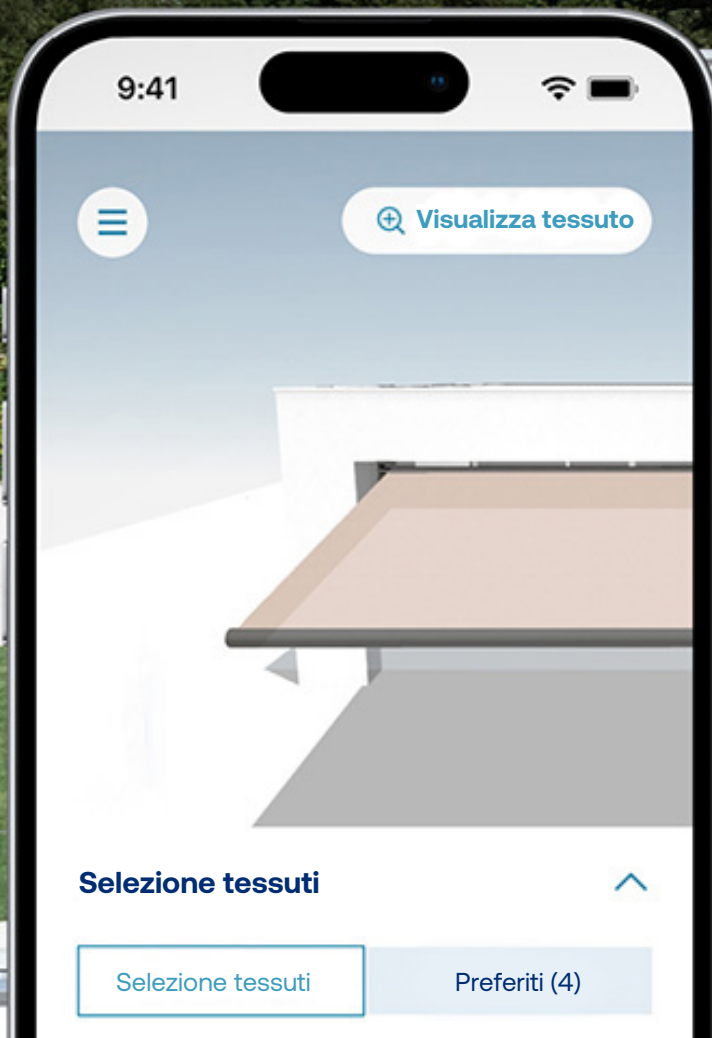 9:41
Visualizza tessuto
Selezione tessuti
Selezione tessuti
Preferiti (4)